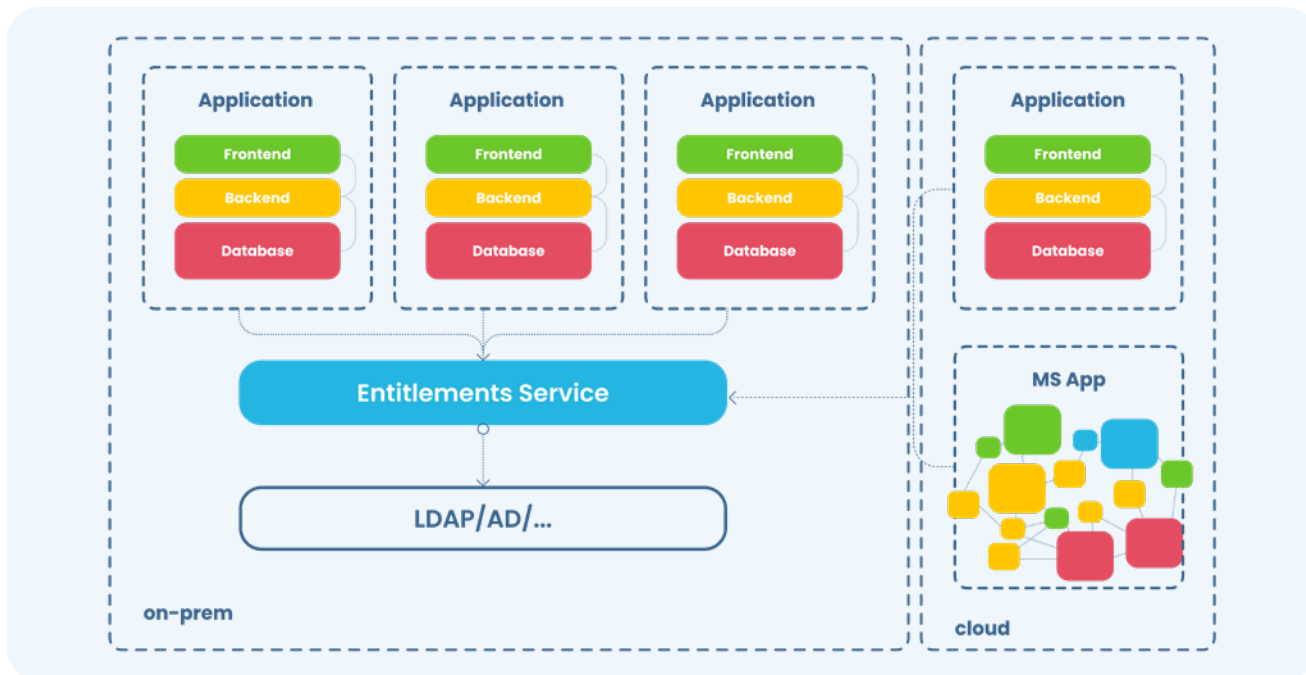 Application
Frontend
Backend
Database
Application
Frontend
Backend
Database
Application
Frontend
Backend
Database
Application
Frontend
Backend
Database
Entitlements Service
LDAP/AD/...
on-prem
MS App
cloud